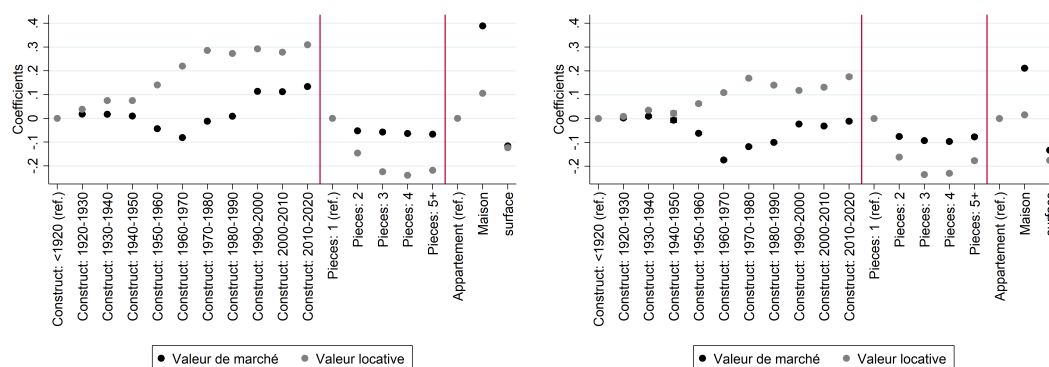 Coefficients
.4
.3
.2
.1
0
-.1
-.2
Construct: <1920 (ref.)
Construct: 1920-1930
Construct: 1930-1940
Construct: 1940-1950
Construct: 1950-1960
Construct: 1960-1970
Construct: 1970-1980
Construct: 1980-1990
Construct: 1990-2000
Construct: 2000-2010
Construct: 2010-2020
Pieces: 1 (ref.)
Pieces: 2
Pieces: 3
Pieces: 4
Pieces: 5+
Appartement (ref.)
Maison
surface
Valeur de marché
Valeur locative
Coefficients
.4
.3
.2
.1
0
-.1
-.2
Construct: <1920 (ref.)
Construct: 1920-1930
Construct: 1930-1940
Construct: 1940-1950
Construct: 1950-1960
Construct: 1960-1970
Construct: 1970-1980
Construct: 1980-1990
Construct: 1990-2000
Construct: 2000-2010
Construct: 2010-2020
Pieces: 1 (ref.)
Pieces: 2
Pieces: 3
Pieces: 4
Pieces: 5+
Appartement (ref.)
Maison
surface
Valeur de marché
Valeur locative